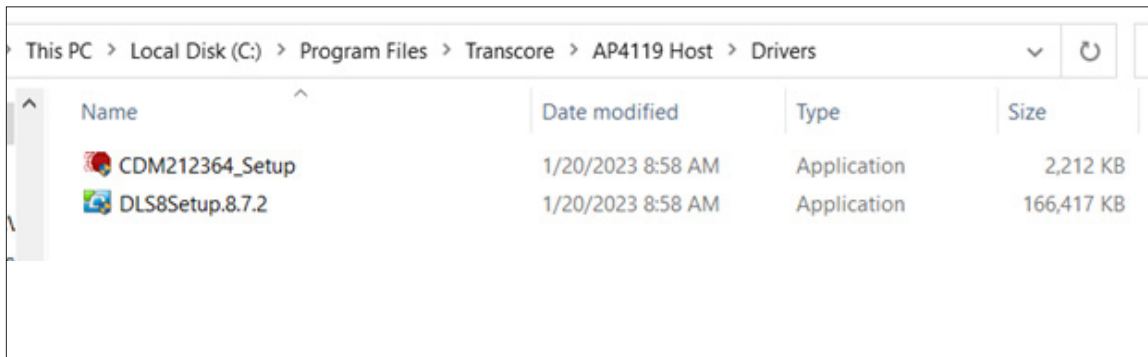 This PC > Local Disk (C:) > Program Files > Transcore > AP4119 Host > Drivers
Name Date modified Type Size
CDM212364_Setup 1/20/2023 8:58 AM Application 2,212 KB
DLS8Setup.8.7.2 1/20/2023 8:58 AM Application 166,417 KB